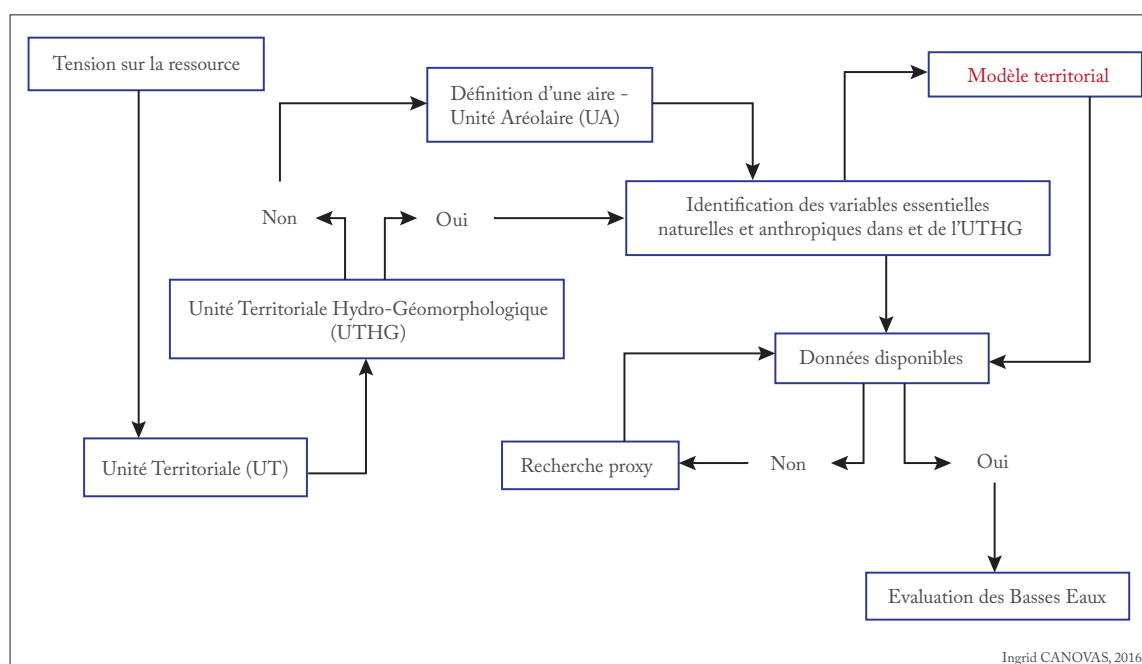 Tension sur la ressource
Modèle territorial
Définition d'une aire -
Unité Aréolaire (UA)
Identification des variables essentielles
naturelles et anthropiques dans et de l'UTHG
Non
Oui
Unité Territoriale Hydro-Géomorphologique
(UTHG)
Données disponibles
Unité Territoriale (UT)
Recherche proxy
Non
Oui
Evaluation des Basses Eaux
Ingrid CANOVAS, 2016